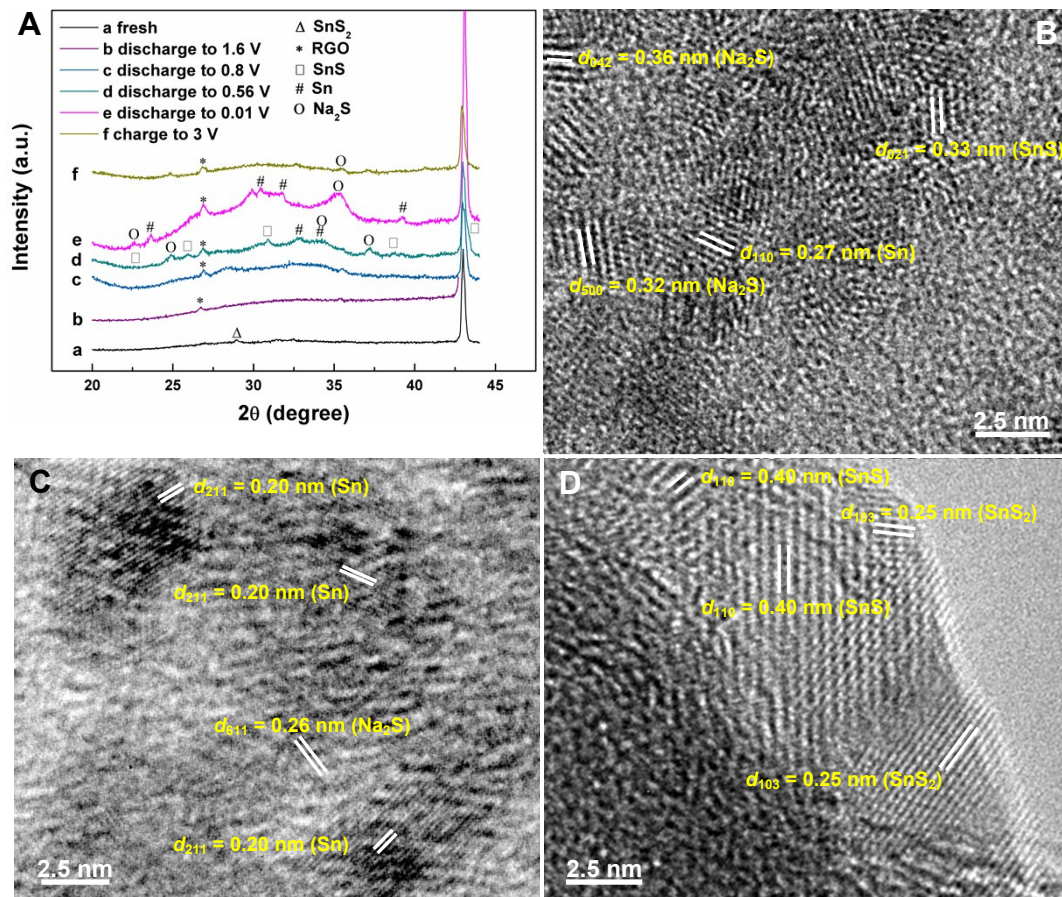 A
a fresh
b discharge to 1.6 V
c discharge to 0.8 V
d discharge to 0.56 V
e discharge to 0.01 V
f charge to 3 V
Δ SnS₂
* RGO
□ SnS
# Sn
O Na₂S
Intensity (a.u.)
f
e
d
c
b
a
* O
O # * # # O #
□ O □ * □ # O # O □ □
*
*
Δ
20 25 30 35 40 45
2θ (degree)
B
d₀₄₂ = 0.36 nm (Na₂S)
d₀₂₁ = 0.33 nm (SnS)
d₁₁₀ = 0.27 nm (Sn)
d₅₀₀ = 0.32 nm (Na₂S)
2.5 nm
C
d₂₁₁ = 0.20 nm (Sn)
d₂₁₁ = 0.20 nm (Sn)
d₆₁₁ = 0.26 nm (Na₂S)
d₂₁₁ = 0.20 nm (Sn)
2.5 nm
D
d₁₁₀ = 0.40 nm (SnS)
d₁₀₃ = 0.25 nm (SnS₂)
d₁₁₀ = 0.40 nm (SnS)
d₁₀₃ = 0.25 nm (SnS₂)
2.5 nm